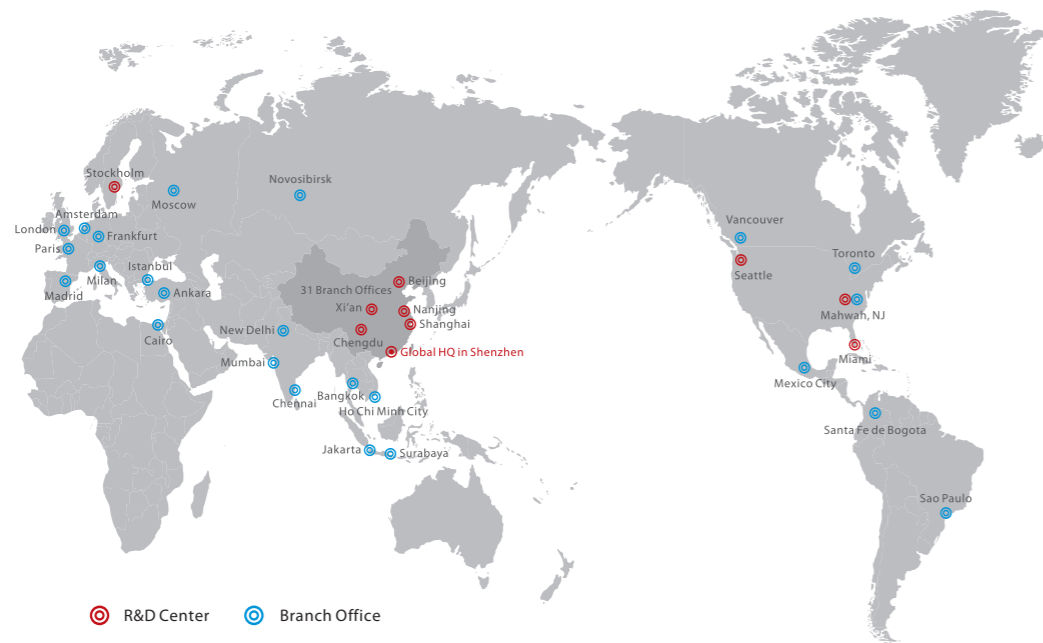 Stockholm
Novosibirsk
Moscow
Amsterdam
London
Frankfurt
Paris
Istanbul
Milan
Madrid
Ankara
Cairo
31 Branch Offices
Beijing
Xi'an
Nanjing
Shanghai
Chengdu
Global HQ in Shenzhen
New Delhi
Mumbai
Chennai
Bangkok
Ho Chi Minh City
Jakarta
Surabaya
Vancouver
Toronto
Seattle
Mahwah, NJ
Miami
Mexico City
Santa Fe de Bogota
Sao Paulo
R&D Center
Branch Office